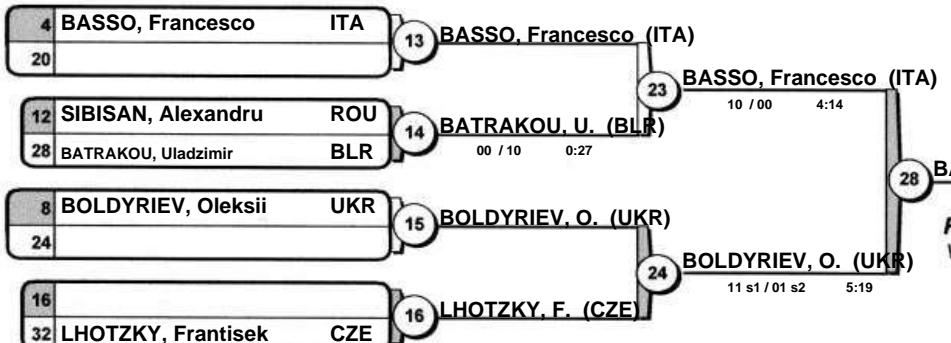 4 BASSO, Francesco ITA
20
13 BASSO, Francesco (ITA)
12 SIBISAN, Alexandru ROU
28 BATRAKOU, Uladzimir BLR
14 BATRAKOU, U. (BLR)
00 / 10 0:27
23 BASSO, Francesco (ITA)
10 / 00 4:14
8 BOLDYRIEV, Oleksii UKR
24
15 BOLDYRIEV, O. (UKR)
16
32 LHOTZKY, Frantisek CZE
16 LHOTZKY, F. (CZE)
24 BOLDYRIEV, O. (UKR)
11 s1 / 01 s2 5:19
28 BA